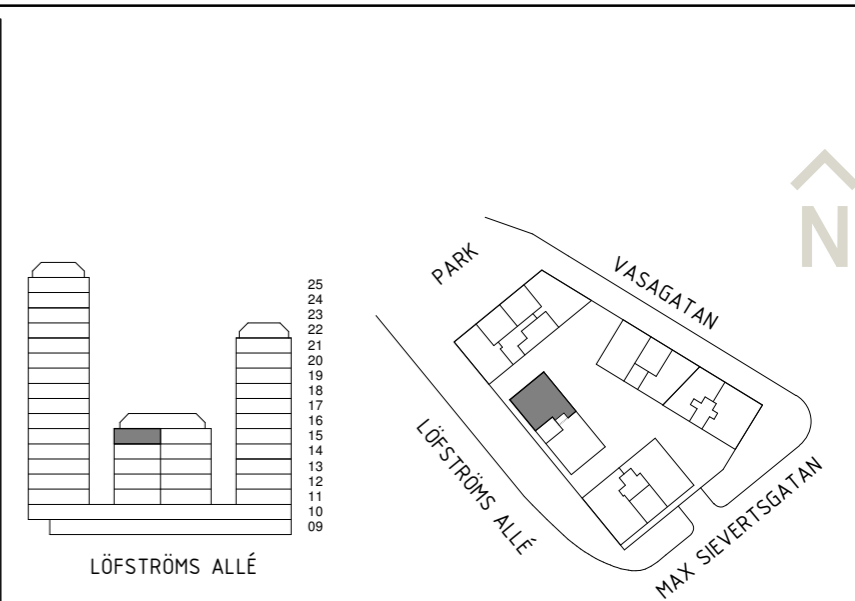 25
24
23
22
21
20
19
18
17
16
15
14
13
12
11
10
09
LÖFSTRÖMS ALLÉ
PARK
VASAGATAN
LÖFSTRÖMS ALLÉ
MAX SIEVERTSGATAN
N